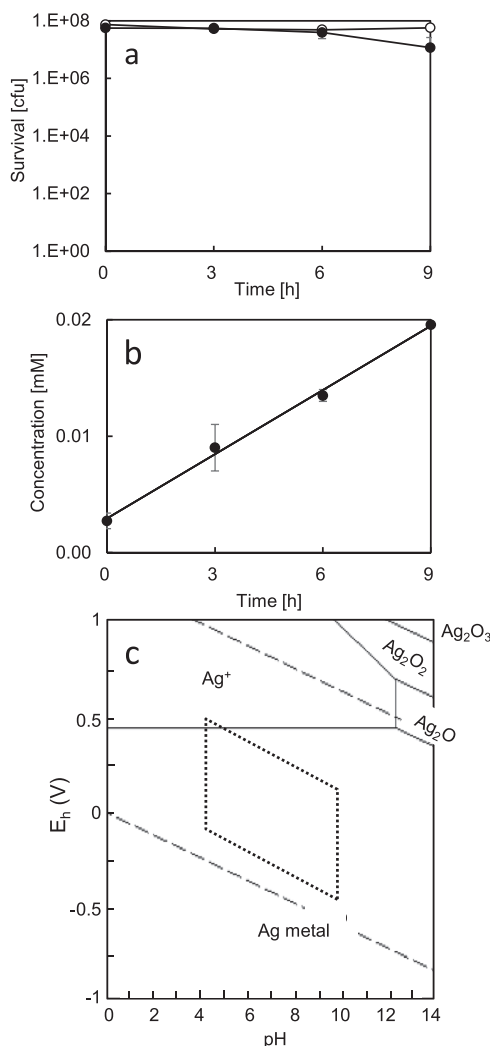 1.E+08
1.E+06
1.E+04
1.E+02
1.E+00
Survival [cfu]
a
0 3 6 9
Time [h]
0.02
0.01
0.00
Concentration [mM]
b
0 3 6 9
Time [h]
1
0.5
0
-0.5
-1
Eₕ (V)
c
Ag⁺
Ag₂O₃
Ag₂O₂
Ag₂O
Ag metal
0 2 4 6 8 10 12 14
pH